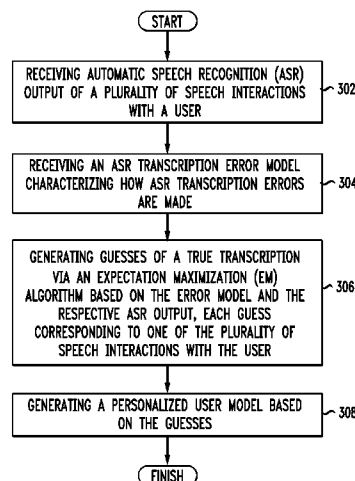 START
RECEIVING AUTOMATIC SPEECH RECOGNITION (ASR)
OUTPUT OF A PLURALITY OF SPEECH INTERACTIONS
WITH A USER
302
RECEIVING AN ASR TRANSCRIPTION ERROR MODEL
CHARACTERIZING HOW ASR TRANSCRIPTION ERRORS
ARE MADE
304
GENERATING GUESSES OF A TRUE TRANSCRIPTION
VIA AN EXPECTATION MAXIMIZATION (EM)
ALGORITHM BASED ON THE ERROR MODEL AND THE
RESPECTIVE ASR OUTPUT, EACH GUESS
CORRESPONDING TO ONE OF THE PLURALITY OF
SPEECH INTERACTIONS WITH THE USER
306
GENERATING A PERSONALIZED USER MODEL BASED
ON THE GUESSES
308
FINISH